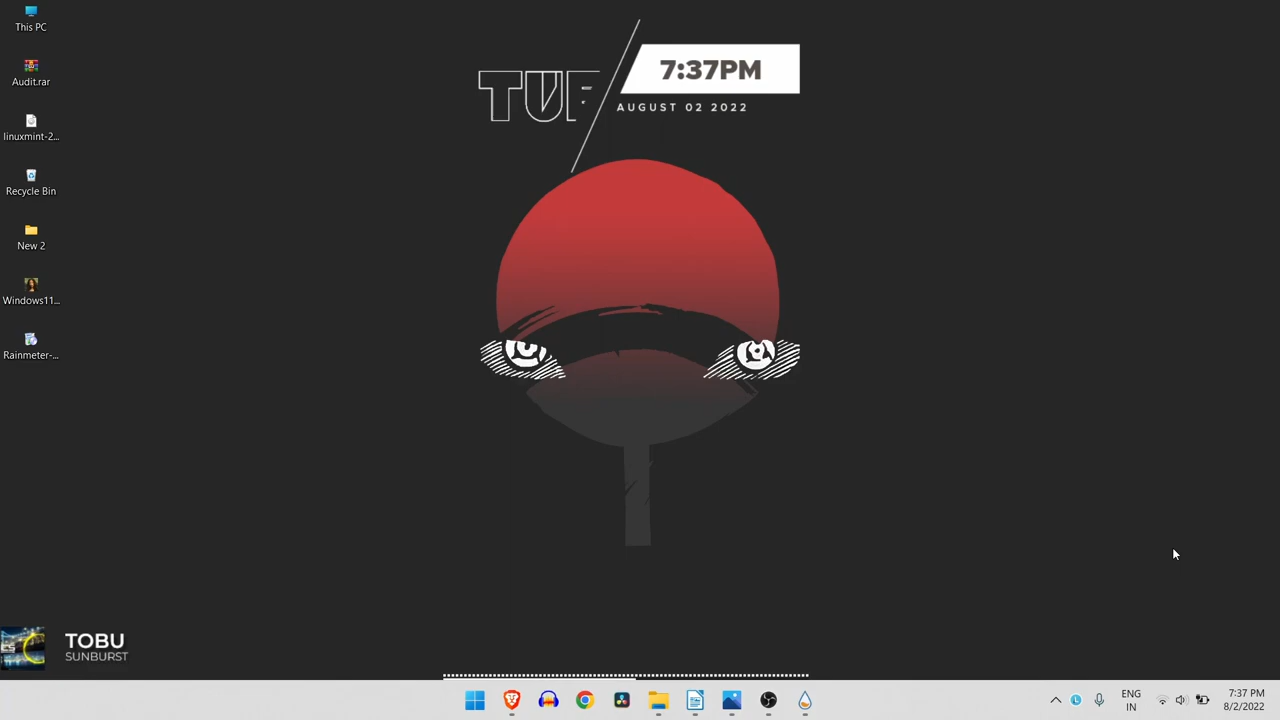 This PC
Audit.rar
linuxmint-2...
Recycle Bin
New 2
Windows11...
Rainmeter-...
TUE
7:37PM
AUGUST 02 2022
TOBU
SUNBURST
ENG
IN
7:37 PM
8/2/2022